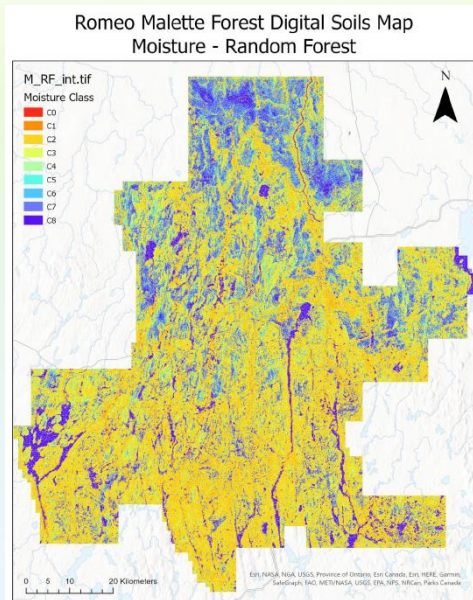 Romeo Malette Forest Digital Soils Map
Moisture - Random Forest
M_RF_int.tif
Moisture Class
C0
C1
C2
C3
C4
C5
C6
C7
C8
N
0 5 10 20 Kilometers
Esri, NASA, NGA, USGS, Province of Ontario, Esri Canada, Esri, HERE, Garmin,
SafeGraph, FAO, METI/NASA, USGS, EPA, NPS, NRCan, Parks Canada